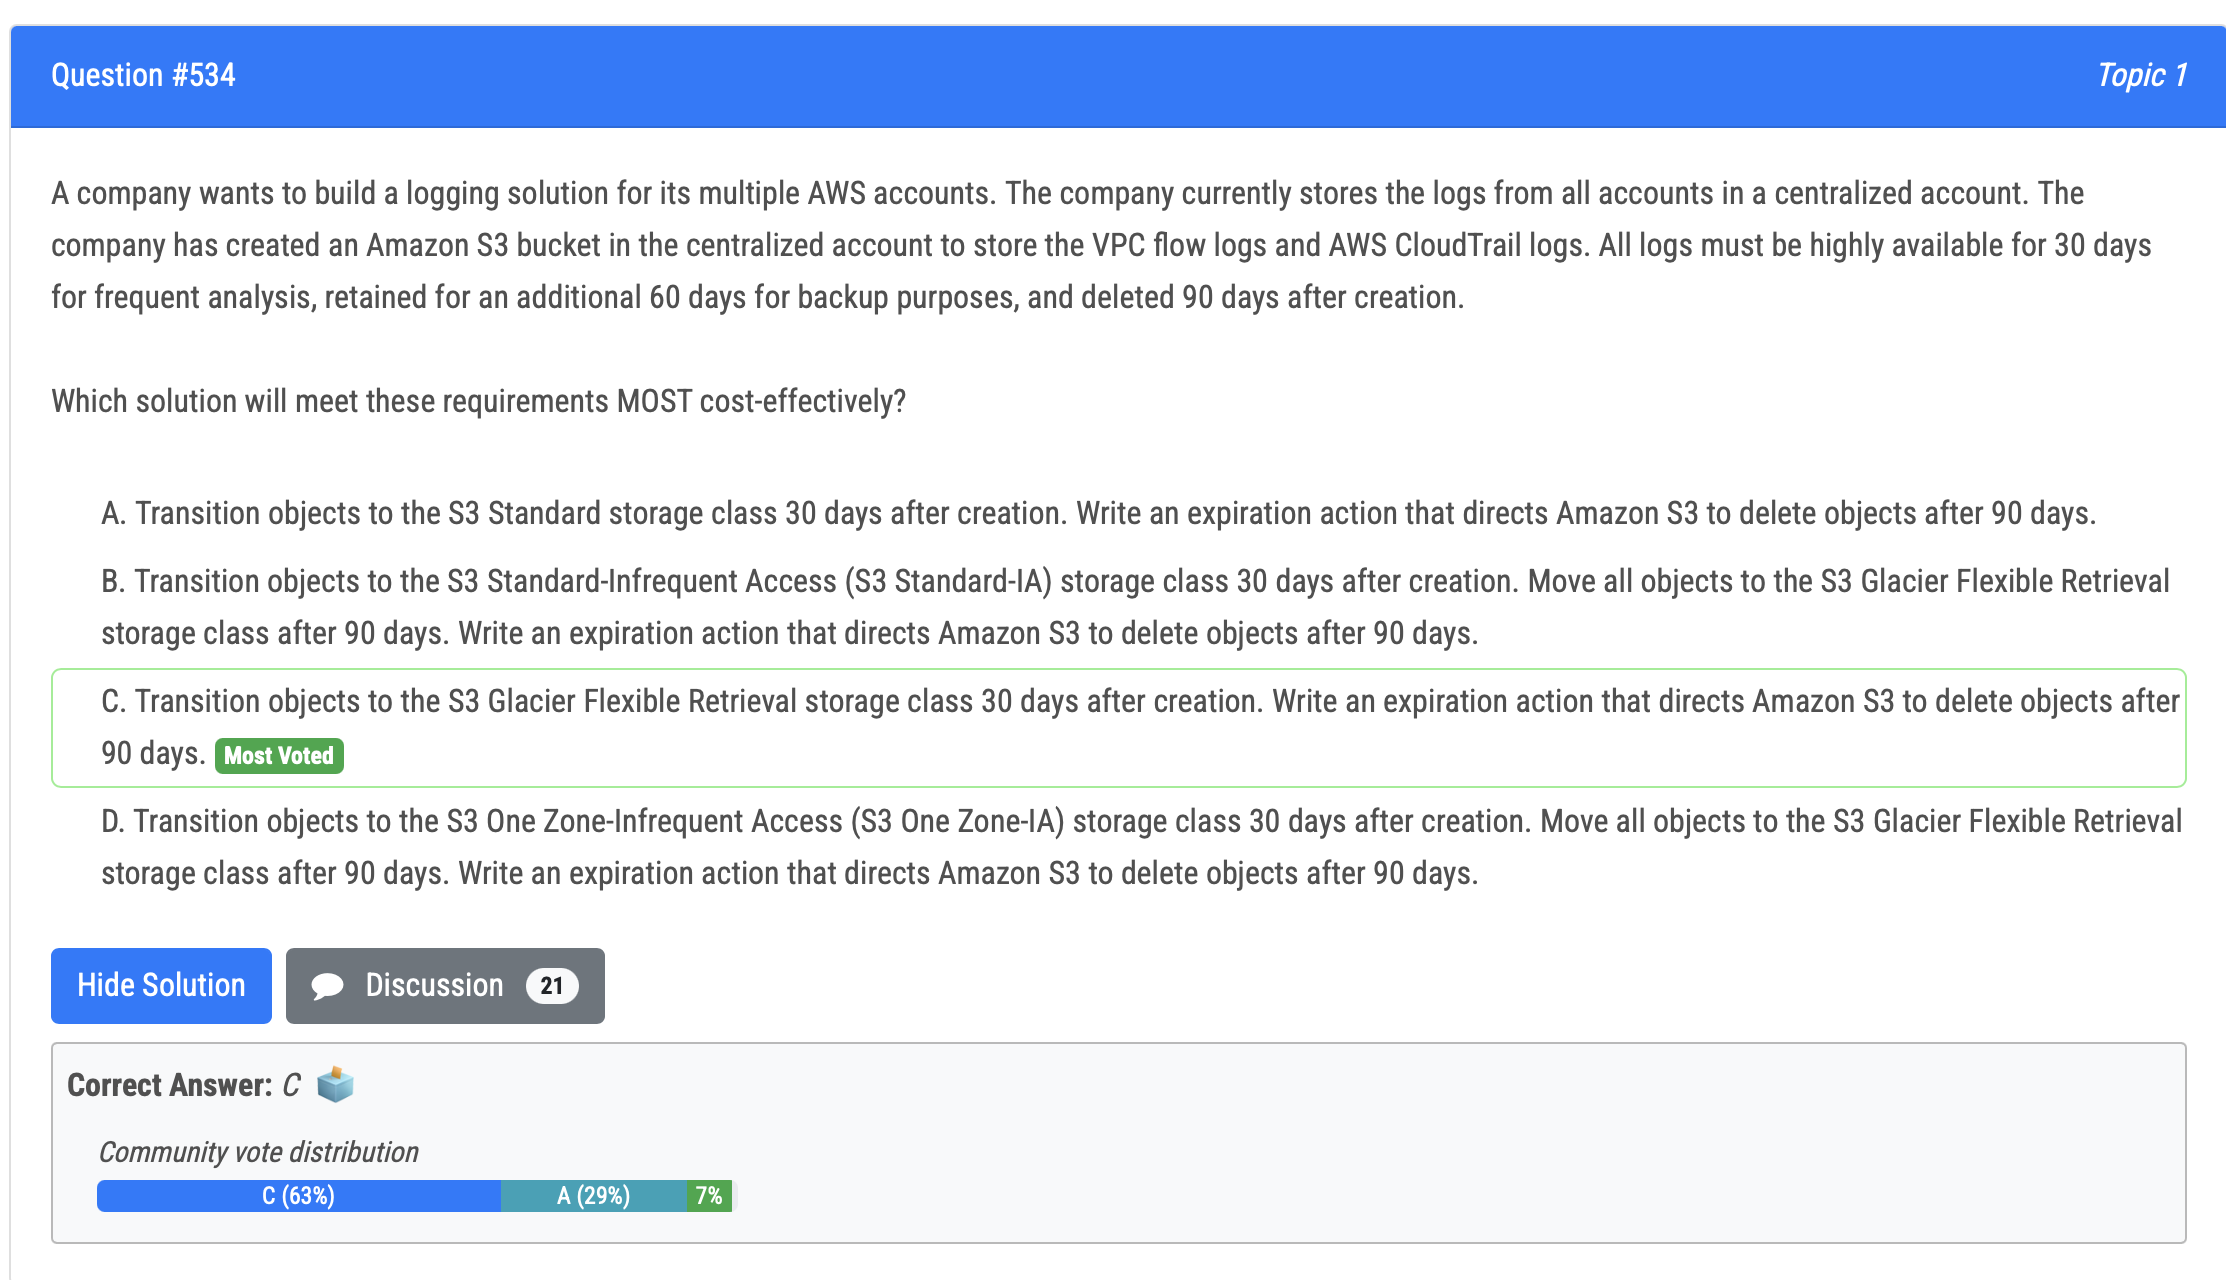 Question #534
Topic 1
A company wants to build a logging solution for its multiple AWS accounts. The company currently stores the logs from all accounts in a centralized account. The
company has created an Amazon S3 bucket in the centralized account to store the VPC flow logs and AWS CloudTrail logs. All logs must be highly available for 30 days
for frequent analysis, retained for an additional 60 days for backup purposes, and deleted 90 days after creation.
Which solution will meet these requirements MOST cost-effectively?
A. Transition objects to the S3 Standard storage class 30 days after creation. Write an expiration action that directs Amazon S3 to delete objects after 90 days.
B. Transition objects to the S3 Standard-Infrequent Access (S3 Standard-IA) storage class 30 days after creation. Move all objects to the S3 Glacier Flexible Retrieval
storage class after 90 days. Write an expiration action that directs Amazon S3 to delete objects after 90 days.
C. Transition objects to the S3 Glacier Flexible Retrieval storage class 30 days after creation. Write an expiration action that directs Amazon S3 to delete objects after
90 days. Most Voted
D. Transition objects to the S3 One Zone-Infrequent Access (S3 One Zone-IA) storage class 30 days after creation. Move all objects to the S3 Glacier Flexible Retrieval
storage class after 90 days. Write an expiration action that directs Amazon S3 to delete objects after 90 days.
Hide Solution
Discussion 21
Correct Answer: C
Community vote distribution
C (63%) A (29%) 7%